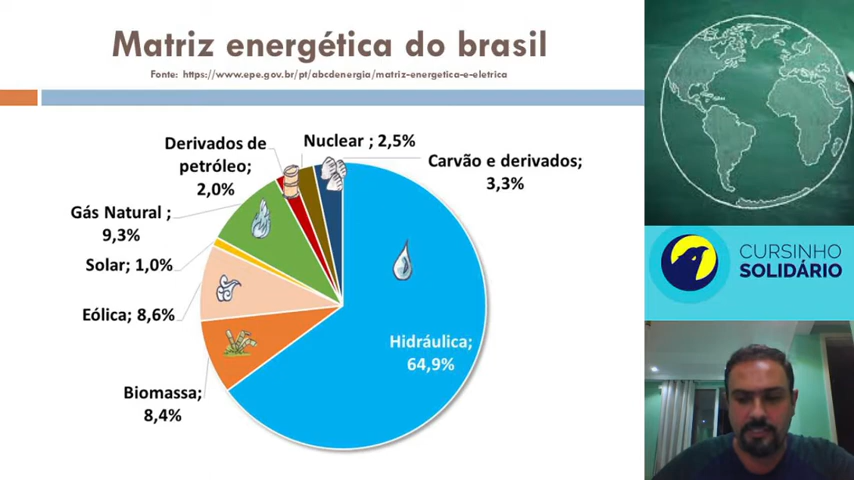 Matriz energética do brasil
Fonte: https://www.epe.gov.br/pt/abcdenergia/matriz-energetica-e-eletrica
Derivados de
petróleo;
2,0%
Nuclear ; 2,5%
Carvão e derivados;
3,3%
Gás Natural ;
9,3%
Solar; 1,0%
Eólica; 8,6%
Biomassa;
8,4%
Hidráulica;
64,9%
CURSINHO
SOLIDÁRIO